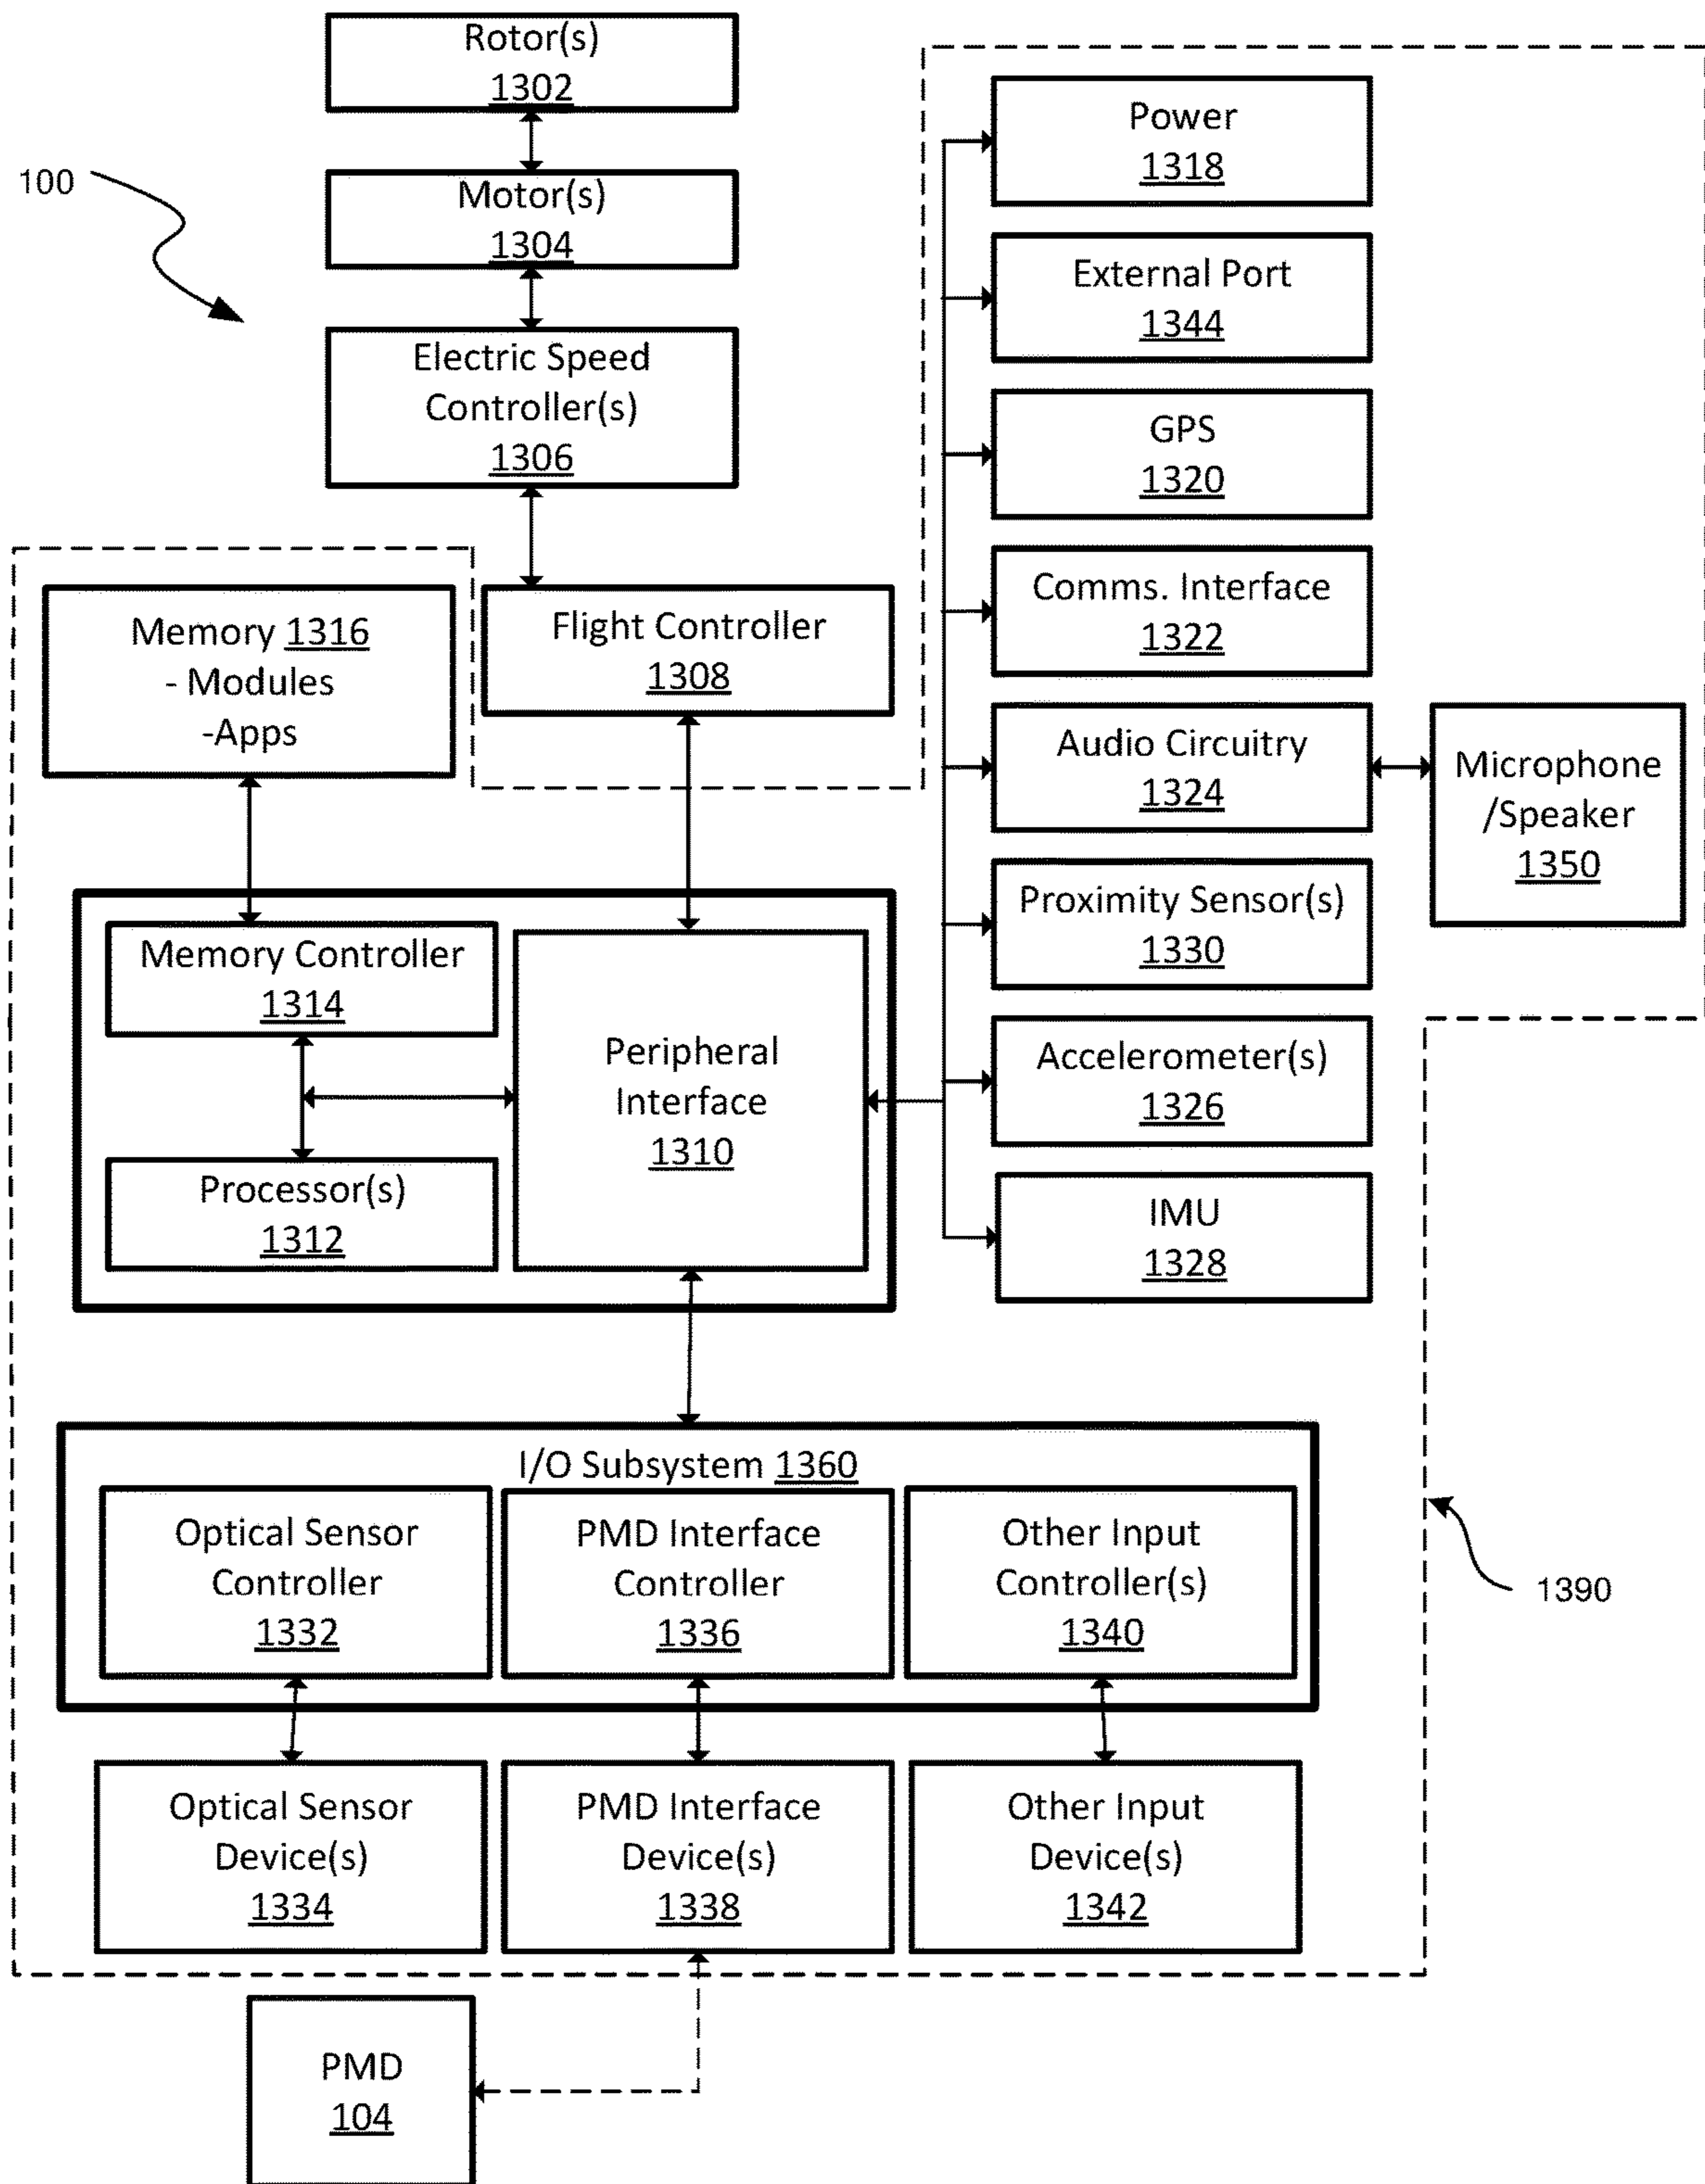 Rotor(s)
1302
100
Motor(s)
1304
Electric Speed
Controller(s)
1306
Memory 1316
- Modules
-Apps
Flight Controller
1308
Memory Controller
1314
Processor(s)
1312
Peripheral
Interface
1310
Power
1318
External Port
1344
GPS
1320
Comms. Interface
1322
Audio Circuitry
1324
Microphone
/Speaker
1350
Proximity Sensor(s)
1330
Accelerometer(s)
1326
IMU
1328
I/O Subsystem 1360
Optical Sensor
Controller
1332
PMD Interface
Controller
1336
Other Input
Controller(s)
1340
1390
Optical Sensor
Device(s)
1334
PMD Interface
Device(s)
1338
Other Input
Device(s)
1342
PMD
104